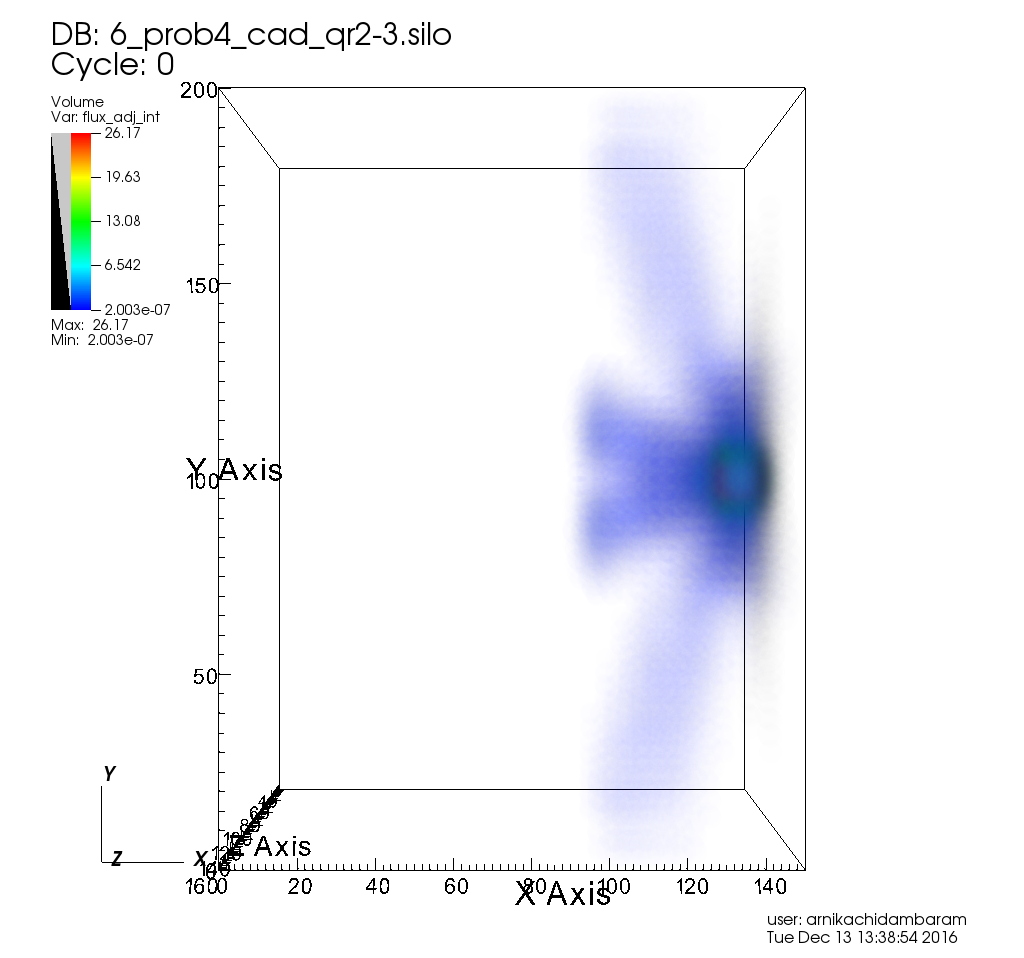 DB: 6_prob4_cad_qr2-3.silo
Cycle: 0
Volume
Var: flux_adj_int
26.17
19.63
13.08
6.542
2.003e-07
Max: 26.17
Min: 2.003e-07
200
150
100
50
Y Axis
Y
Z
X
Axis
160
0
20
40
60
80
100
120
140
X Axis
user: arnikachidambaram
Tue Dec 13 13:38:54 2016